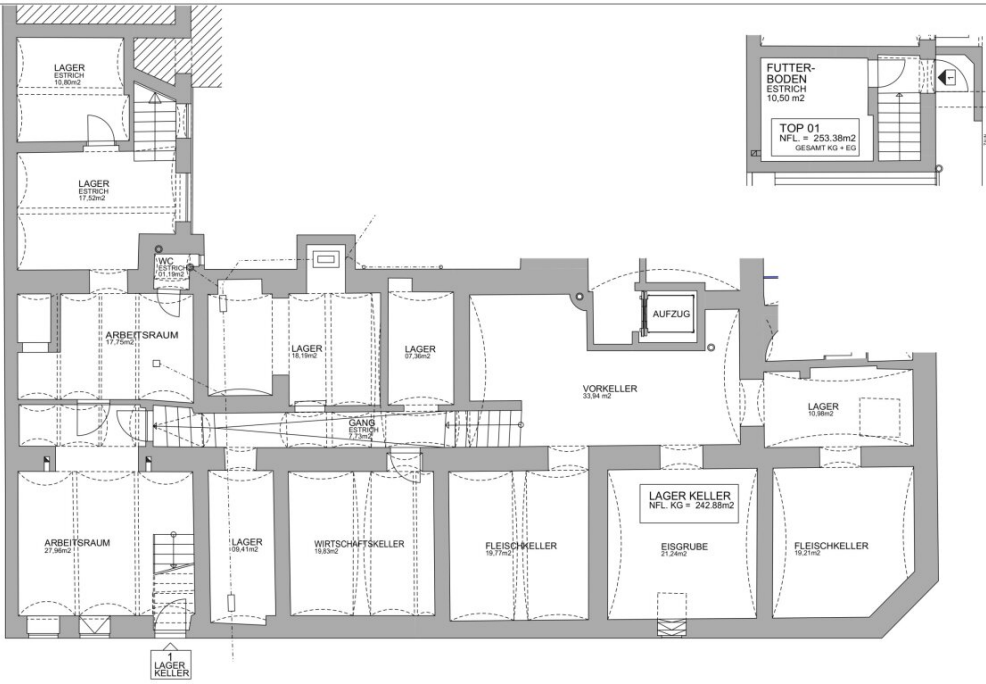 LAGER
ESTRICH
10,80m2
FUTTER-
BODEN
ESTRICH
10,50 m2
1
TOP 01
NFL. = 253.38m2
GESAMT KG + EG
LAGER
ESTRICH
17,52m2
WC
ESTRICH
01,19m2
ARBEITSRAUM
17,75m2
LAGER
18,19m2
LAGER
07,36m2
AUFZUG
VORKELLER
33,94 m2
LAGER
10,98m2
GANG
ESTRICH
7,73m2
ARBEITSRAUM
27,96m2
LAGER
09,41m2
WIRTSCHAFTSKELLER
19,83m2
FLEISCHKELLER
19,77m2
LAGER KELLER
NFL. KG = 242.88m2
EISGRUBE
21,24m2
FLEISCHKELLER
19,21m2
1
LAGER
KELLER